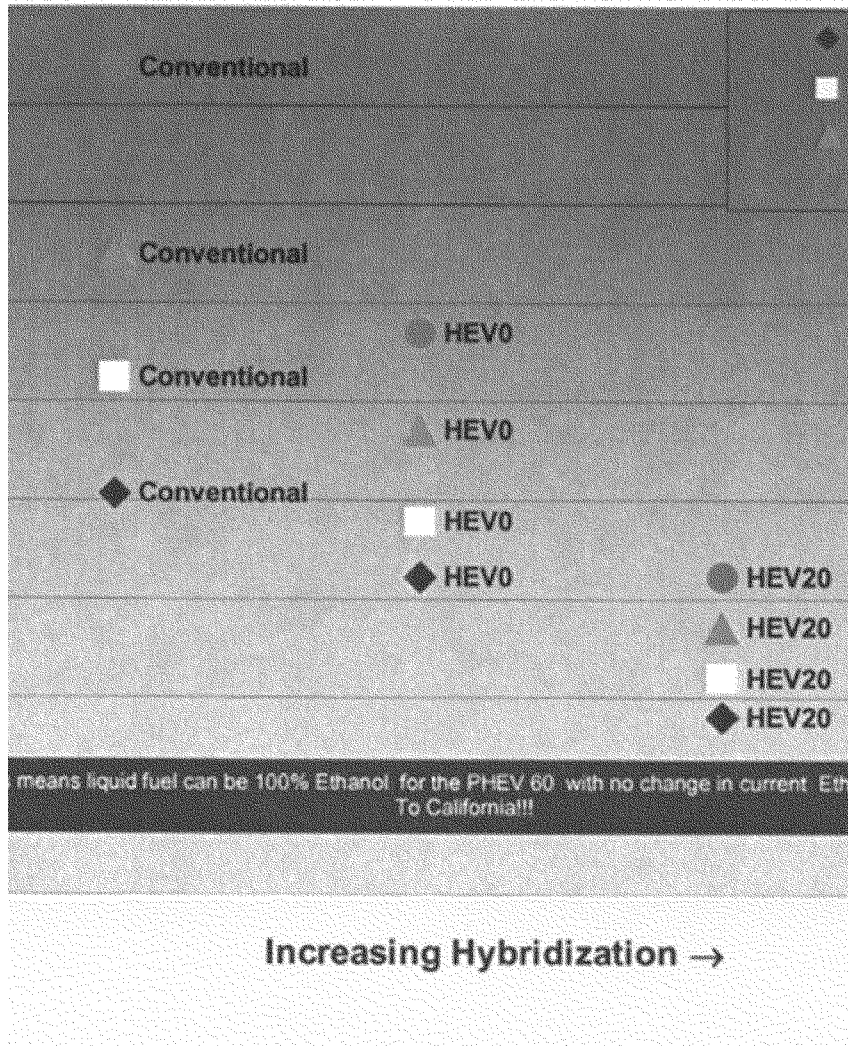 Conventional
Conventional
HEV0
Conventional
HEV0
Conventional
HEV0
HEV0 HEV20
HEV20
HEV20
HEV20
means liquid fuel can be 100% Ethanol for the PHEV 60 with no change in current
To California!!!
Increasing Hybridization →